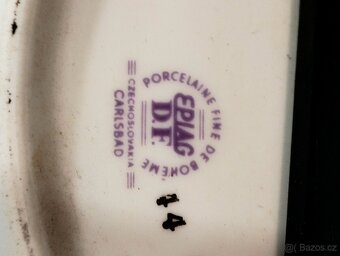 PORCELAINE FINE DE BOHEME
EPIAG
D.F.
CZECHOSLOVAKIA
CARLSBAD
44
© Bazos.cz